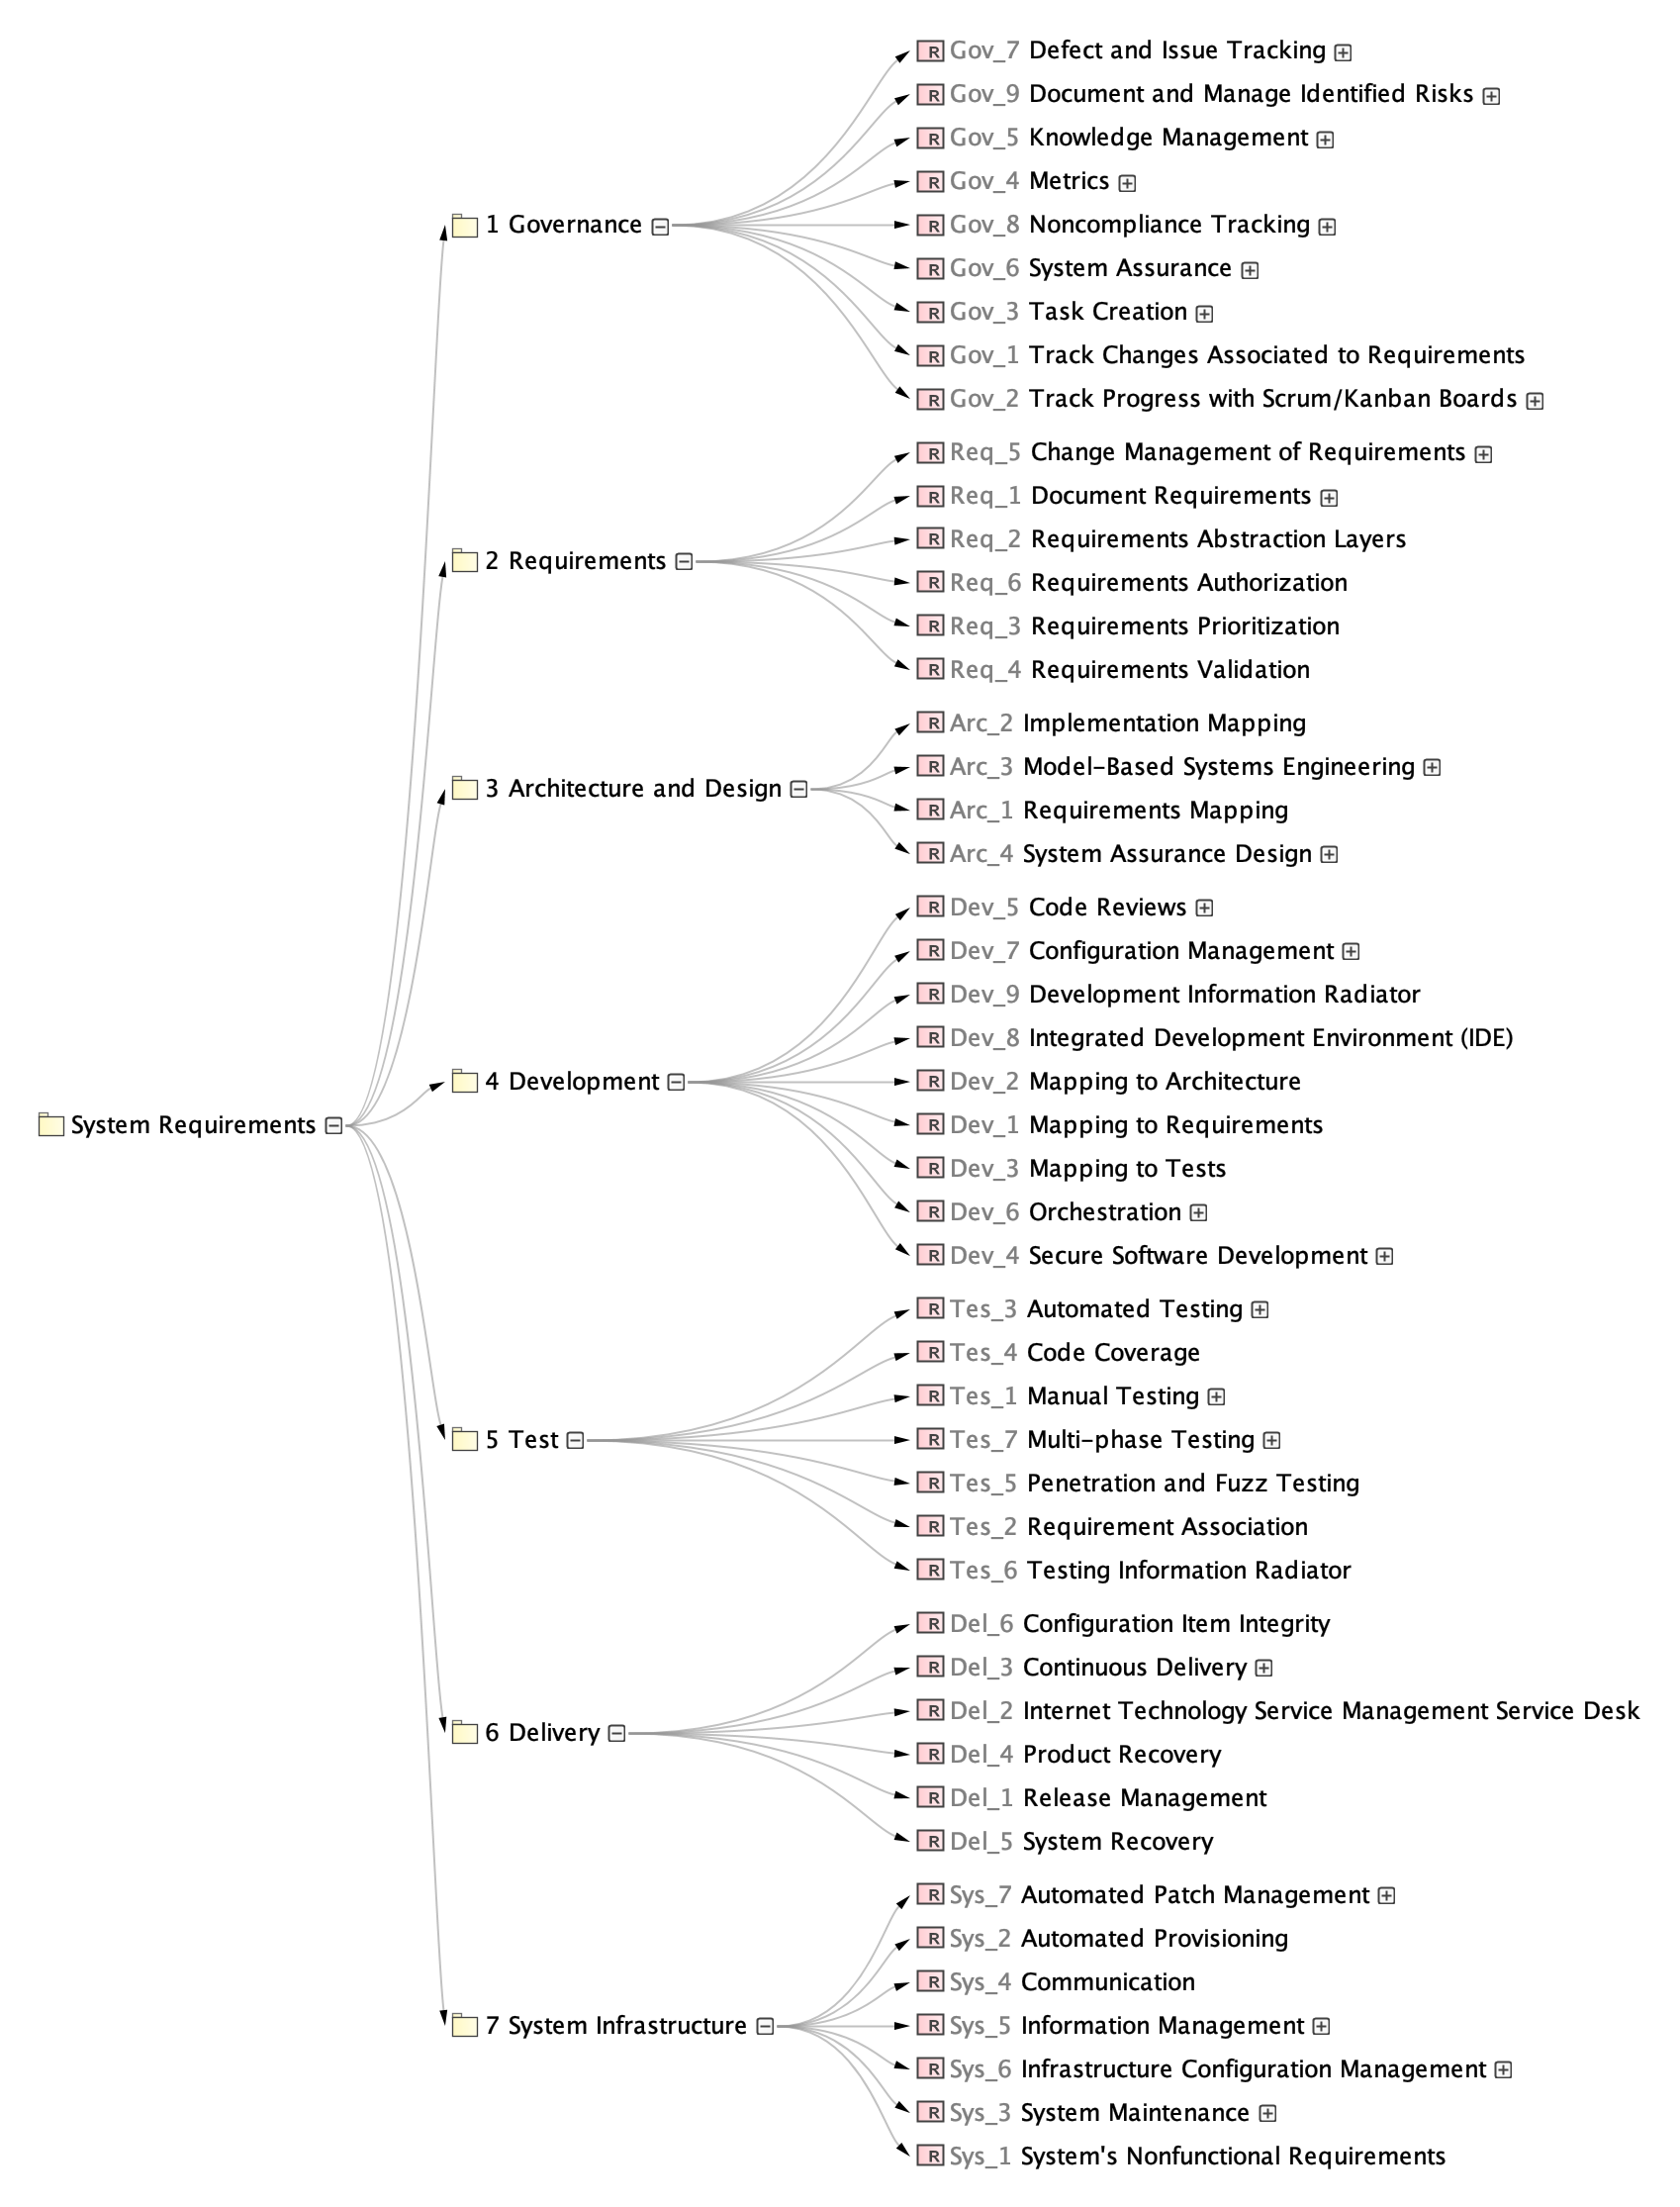 R Gov_7 Defect and Issue Tracking
R Gov_9 Document and Manage Identified Risks
R Gov_5 Knowledge Management
R Gov_4 Metrics
1 Governance
R Gov_8 Noncompliance Tracking
R Gov_6 System Assurance
R Gov_3 Task Creation
R Gov_1 Track Changes Associated to Requirements
R Gov_2 Track Progress with Scrum/Kanban Boards
R Req_5 Change Management of Requirements
R Req_1 Document Requirements
R Req_2 Requirements Abstraction Layers
2 Requirements
R Req_6 Requirements Authorization
R Req_3 Requirements Prioritization
R Req_4 Requirements Validation
R Arc_2 Implementation Mapping
R Arc_3 Model-Based Systems Engineering
3 Architecture and Design
R Arc_1 Requirements Mapping
R Arc_4 System Assurance Design
R Dev_5 Code Reviews
R Dev_7 Configuration Management
R Dev_9 Development Information Radiator
R Dev_8 Integrated Development Environment (IDE)
4 Development
R Dev_2 Mapping to Architecture
System Requirements
R Dev_1 Mapping to Requirements
R Dev_3 Mapping to Tests
R Dev_6 Orchestration
R Dev_4 Secure Software Development
R Tes_3 Automated Testing
R Tes_4 Code Coverage
R Tes_1 Manual Testing
5 Test
R Tes_7 Multi-phase Testing
R Tes_5 Penetration and Fuzz Testing
R Tes_2 Requirement Association
R Tes_6 Testing Information Radiator
R Del_6 Configuration Item Integrity
R Del_3 Continuous Delivery
R Del_2 Internet Technology Service Management Service Desk
6 Delivery
R Del_4 Product Recovery
R Del_1 Release Management
R Del_5 System Recovery
R Sys_7 Automated Patch Management
R Sys_2 Automated Provisioning
R Sys_4 Communication
7 System Infrastructure
R Sys_5 Information Management
R Sys_6 Infrastructure Configuration Management
R Sys_3 System Maintenance
R Sys_1 System's Nonfunctional Requirements